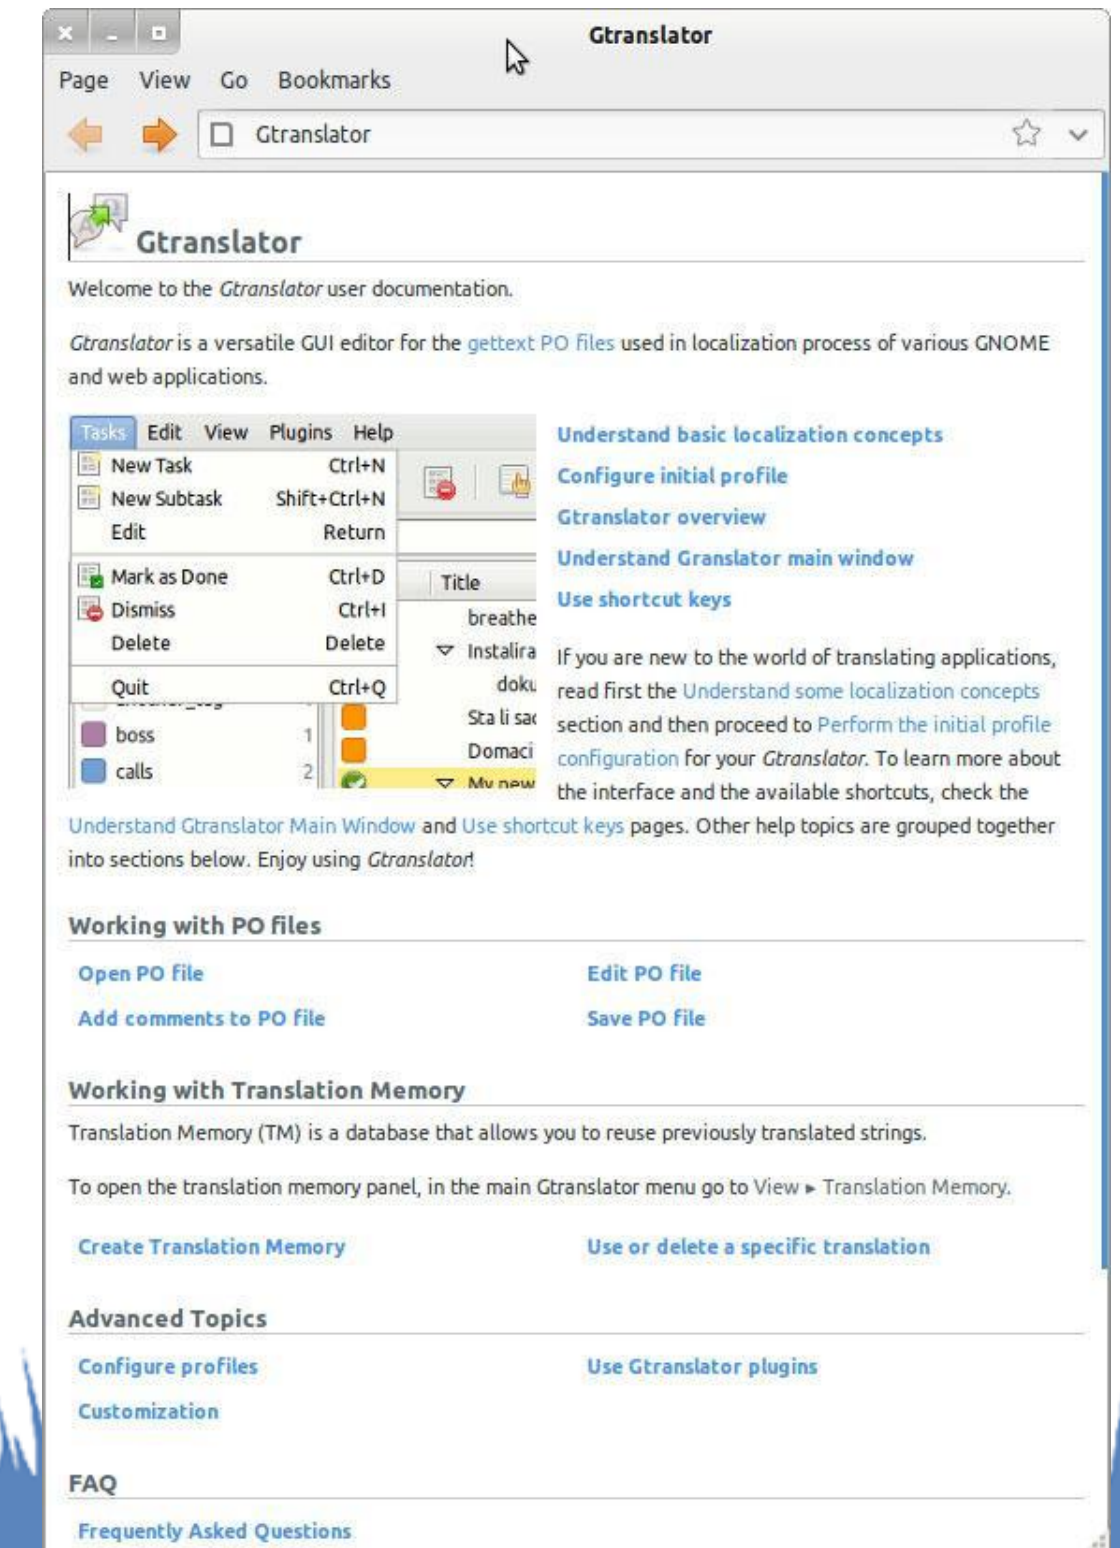 Gtranslator
Page View Go Bookmarks
Gtranslator
Gtranslator
Welcome to the Gtranslator user documentation.
Gtranslator is a versatile GUI editor for the gettext PO files used in localization process of various GNOME
and web applications.
Tasks Edit View Plugins Help
New Task Ctrl+N
New Subtask Shift+Ctrl+N
Edit Return
Mark as Done Ctrl+D
Dismiss Ctrl+I
Delete Delete
Quit Ctrl+Q
boss 1
calls 2
Title
breathe
Instalira
doku
Sta li sad
Domaci
My new
Understand basic localization concepts
Configure initial profile
Gtranslator overview
Understand Granslator main window
Use shortcut keys
If you are new to the world of translating applications,
read first the Understand some localization concepts
section and then proceed to Perform the initial profile
configuration for your Gtranslator. To learn more about
the interface and the available shortcuts, check the
Understand Gtranslator Main Window and Use shortcut keys pages. Other help topics are grouped together
into sections below. Enjoy using Gtranslator!
Working with PO files
Open PO file Edit PO file
Add comments to PO file Save PO file
Working with Translation Memory
Translation Memory (TM) is a database that allows you to reuse previously translated strings.
To open the translation memory panel, in the main Gtranslator menu go to View ▸ Translation Memory.
Create Translation Memory Use or delete a specific translation
Advanced Topics
Configure profiles Use Gtranslator plugins
Customization
FAQ
Frequently Asked Questions